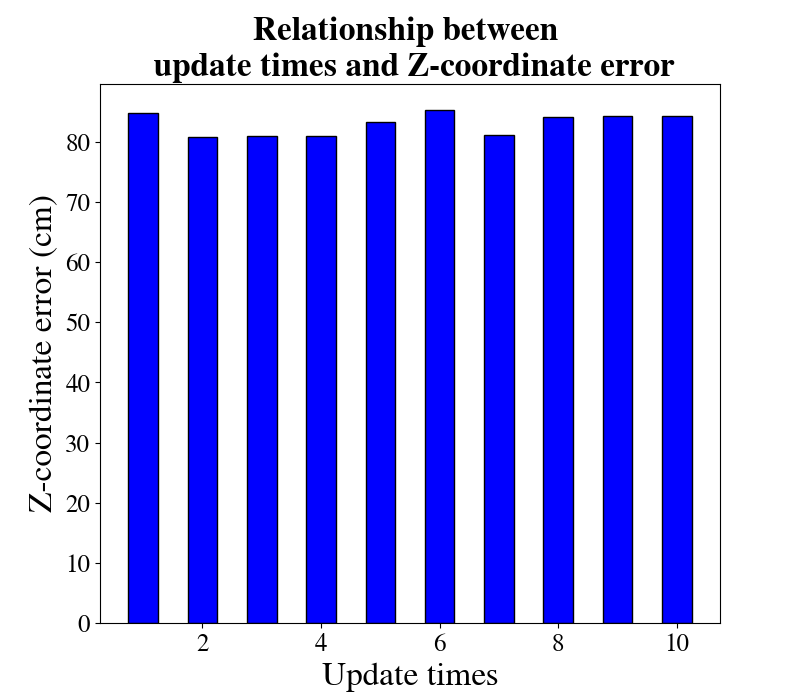 Relationship between
update times and Z-coordinate error
Z-coordinate error (cm)
80
70
60
50
40
30
20
10
0
2 4 6 8 10
Update times